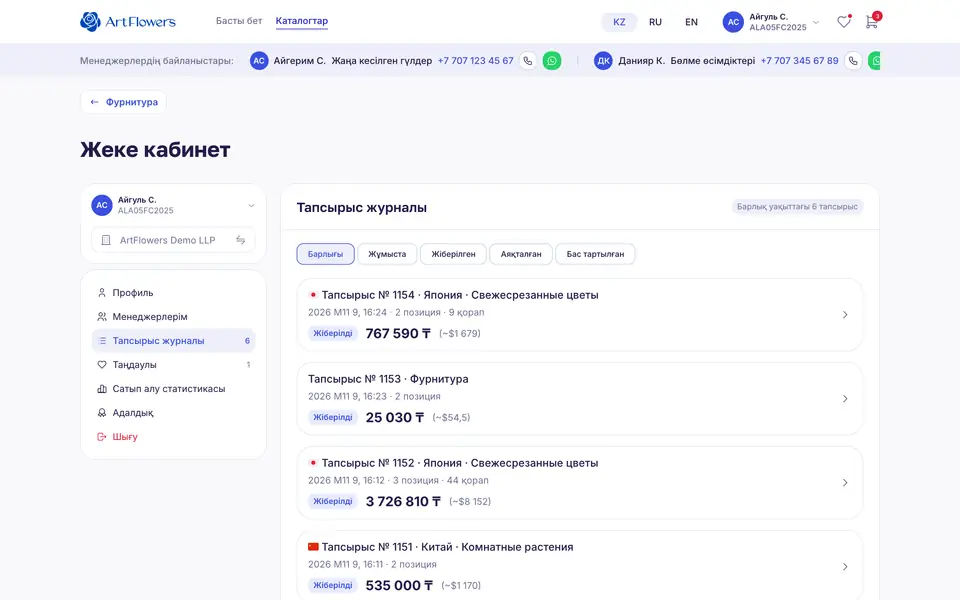 ArtFlowers
Басты бет
Каталогтар
KZ
RU
EN
АС
Айгуль С.
ALA05FC2025
3
Менеджерлердің байланыстары:
АС Айгерим С. Жаңа кесілген гүлдер +7 707 123 45 67
ДК Данияр К. Бөлме өсімдіктері +7 707 345 67 89
← Фурнитура
Жеке кабинет
АС
Айгуль С.
ALA05FC2025
ArtFlowers Demo LLP
Профиль
Менеджерлерім
Тапсырыс журналы 6
Таңдаулы 1
Сатып алу статистикасы
Адалдық
Шығу
Тапсырыс журналы
Барлық уақыттағы 6 тапсырыс
Барлығы
Жұмыста
Жіберілген
Аяқталған
Бас тартылған
Тапсырыс № 1154 · Япония · Свежесрезанные цветы
2026 M11 9, 16:24 · 2 позиция · 9 қорап
Жіберілді 767 590 ₸ (~$1 679)
Тапсырыс № 1153 · Фурнитура
2026 M11 9, 16:23 · 2 позиция
Жіберілді 25 030 ₸ (~$54,5)
Тапсырыс № 1152 · Япония · Свежесрезанные цветы
2026 M11 9, 16:12 · 3 позиция · 44 қорап
Жіберілді 3 726 810 ₸ (~$8 152)
Тапсырыс № 1151 · Китай · Комнатные растения
2026 M11 9, 16:11 · 2 позиция
Жіберілді 535 000 ₸ (~$1 170)